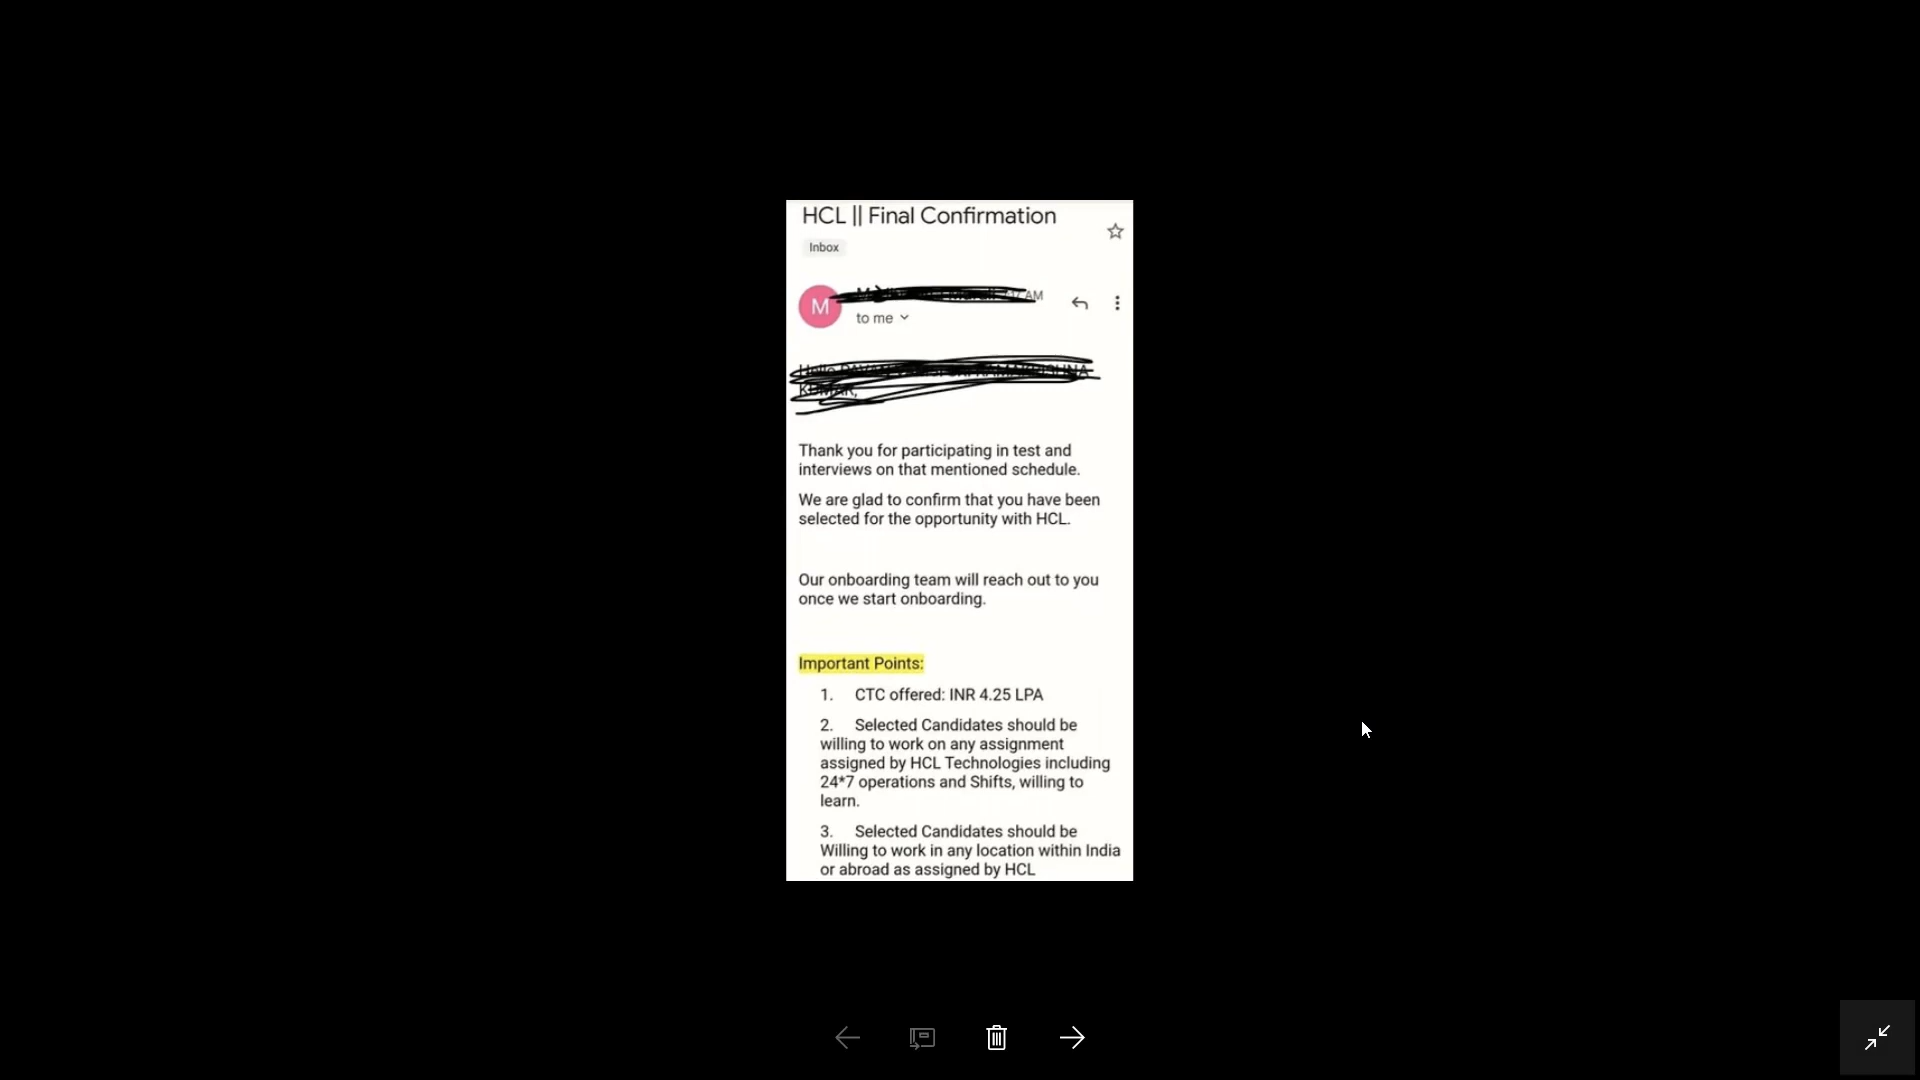 HCL || Final Confirmation
Inbox
M
AM
to me
Thank you for participating in test and
interviews on that mentioned schedule.
We are glad to confirm that you have been
selected for the opportunity with HCL.
Our onboarding team will reach out to you
once we start onboarding.
Important Points:
1. CTC offered: INR 4.25 LPA
2. Selected Candidates should be
willing to work on any assignment
assigned by HCL Technologies including
24*7 operations and Shifts, willing to
learn.
3. Selected Candidates should be
Willing to work in any location within India
or abroad as assigned by HCL